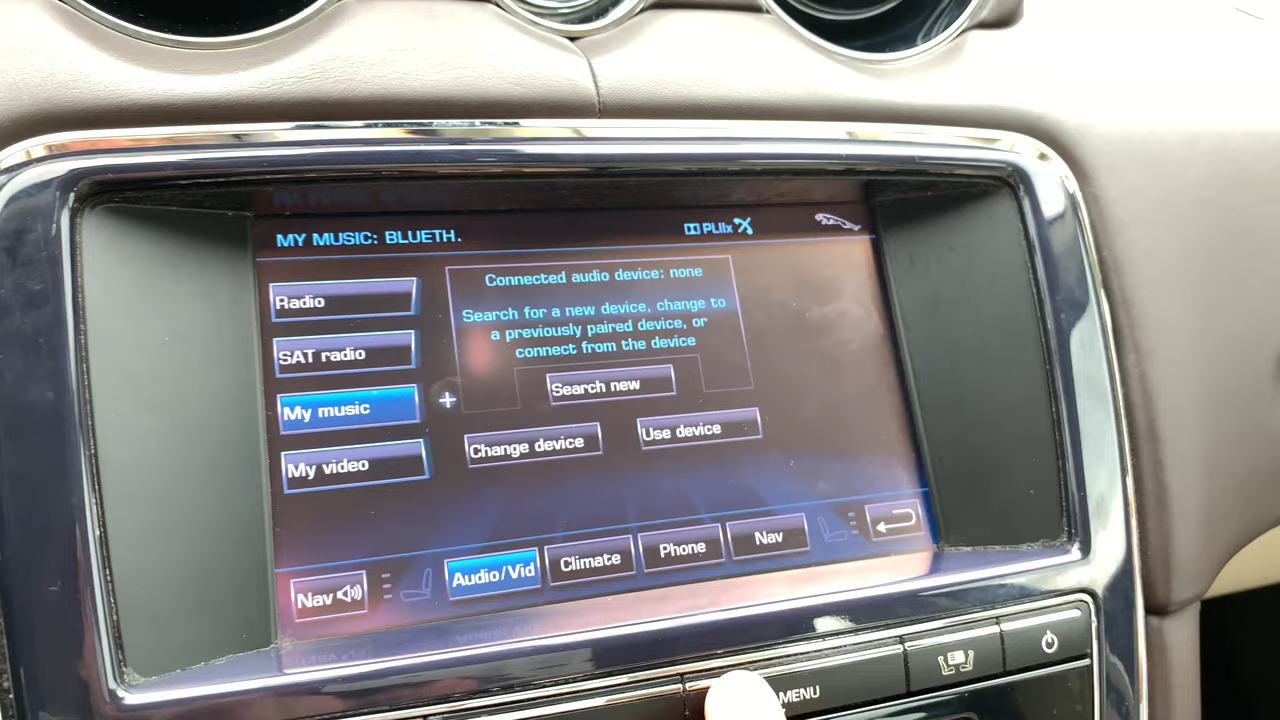 MY MUSIC: BLUETH.
PLIIx
Radio
Connected audio device: none
Search for a new device, change to
a previously paired device, or
connect from the device
SAT radio
Search new
My music
+
Change device
Use device
My video
Nav
Audio/Vid
Climate
Phone
Nav
MENU